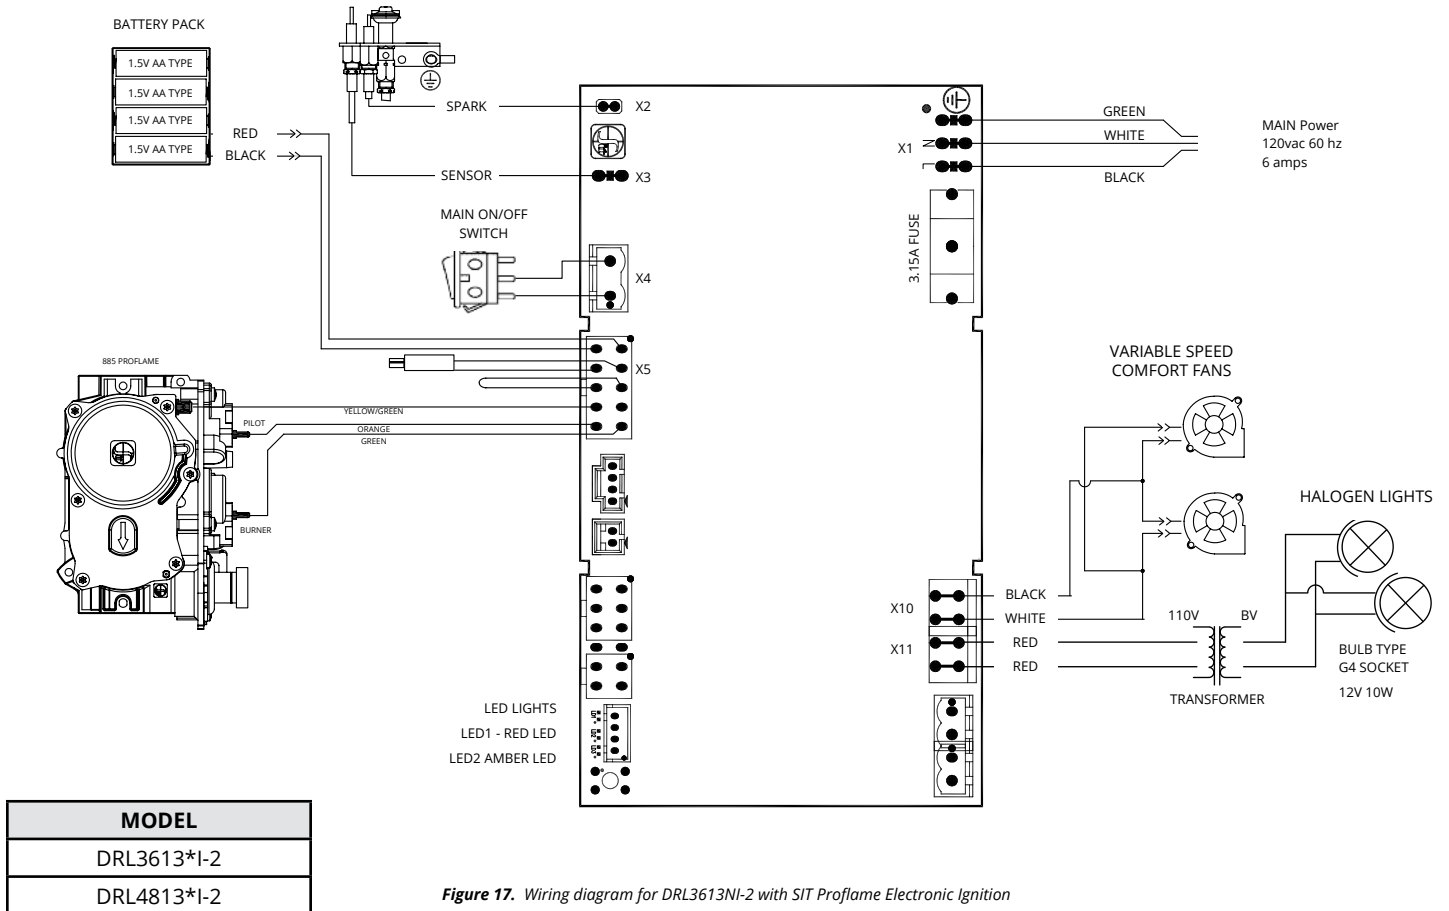 BATTERY PACK
1.5V AA TYPE
1.5V AA TYPE
1.5V AA TYPE
1.5V AA TYPE
RED
BLACK
SPARK
SENSOR
MAIN ON/OFF
SWITCH
X2
X3
X4
X5
885 PROFLAME
PILOT
YELLOW/GREEN
ORANGE
GREEN
BURNER
LED LIGHTS
LED1 - RED LED
LED2 AMBER LED
X1
N
L
GREEN
WHITE
BLACK
MAIN Power
120vac 60 hz
6 amps
3.15A FUSE
VARIABLE SPEED
COMFORT FANS
HALOGEN LIGHTS
X10
X11
BLACK
WHITE
RED
RED
110V
BV
TRANSFORMER
BULB TYPE
G4 SOCKET
12V 10W
MODEL
DRL3613*I-2
DRL4813*I-2
Figure 17. Wiring diagram for DRL3613NI-2 with SIT Proflame Electronic Ignition